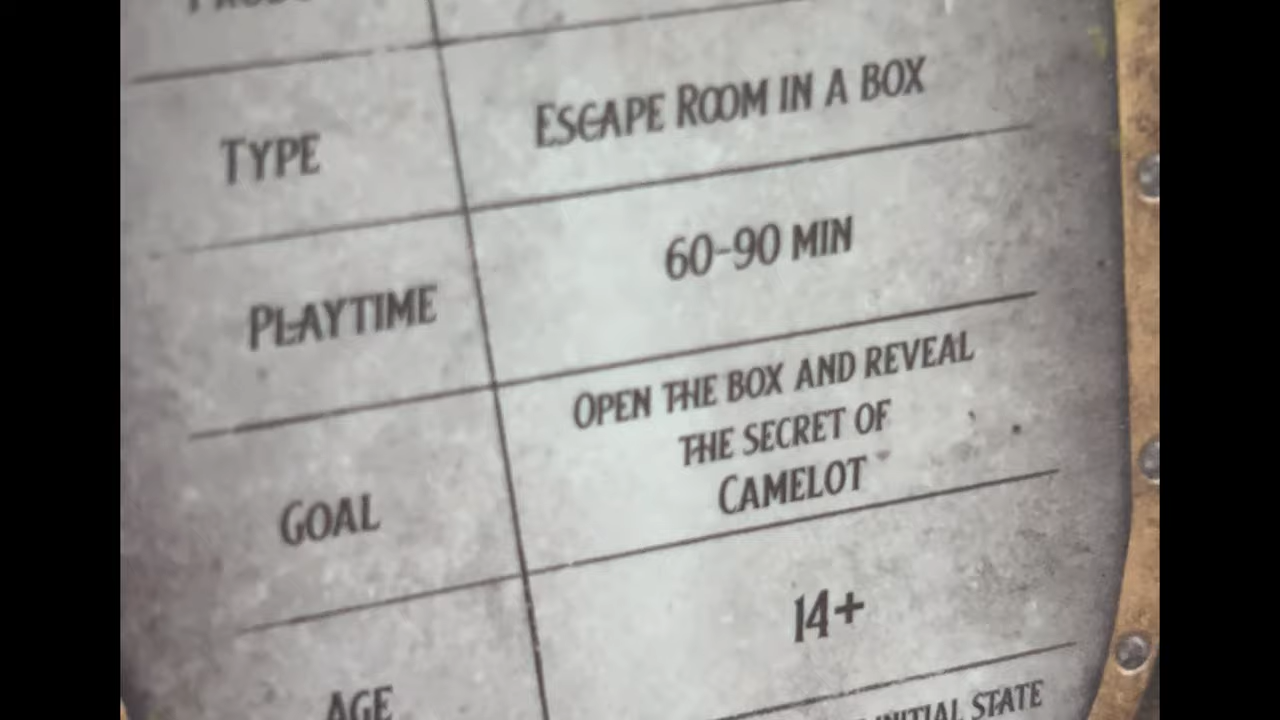 TYPE
ESCAPE ROOM IN A BOX
PLAYTIME
60-90 MIN
GOAL
OPEN THE BOX AND REVEAL
THE SECRET OF
CAMELOT
AGE
14+
INITIAL STATE